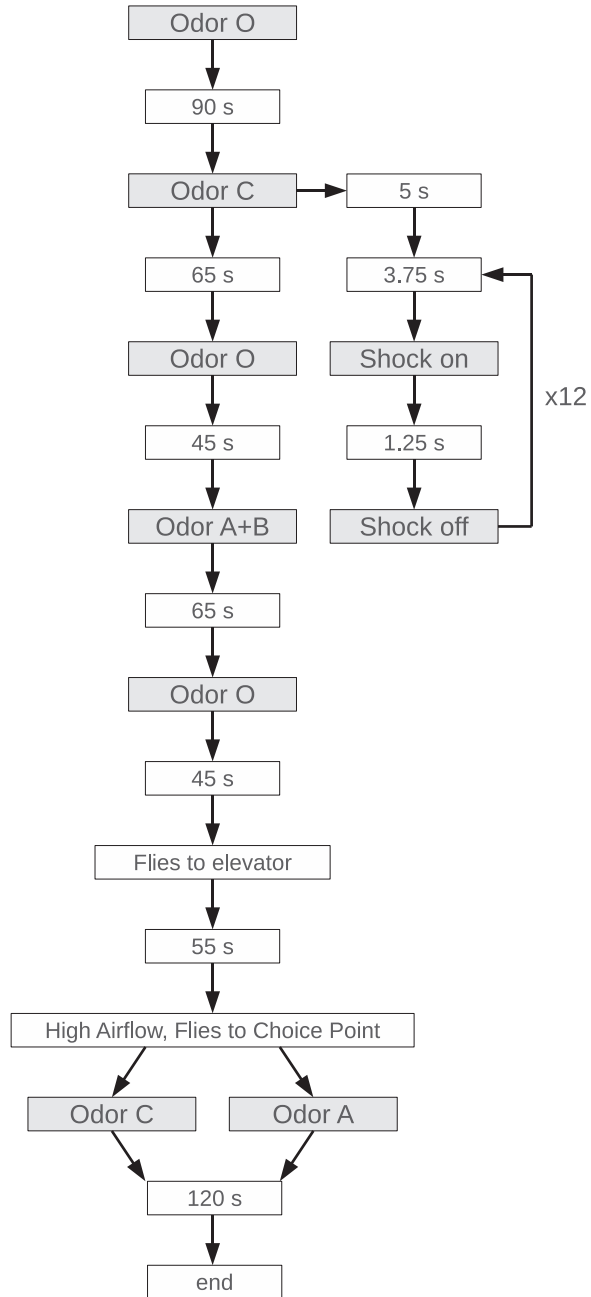 Odor O
90 s
Odor C
5 s
65 s
3.75 s
Odor O
Shock on
x12
45 s
1.25 s
Odor A+B
Shock off
65 s
Odor O
45 s
Flies to elevator
55 s
High Airflow, Flies to Choice Point
Odor C
Odor A
120 s
end